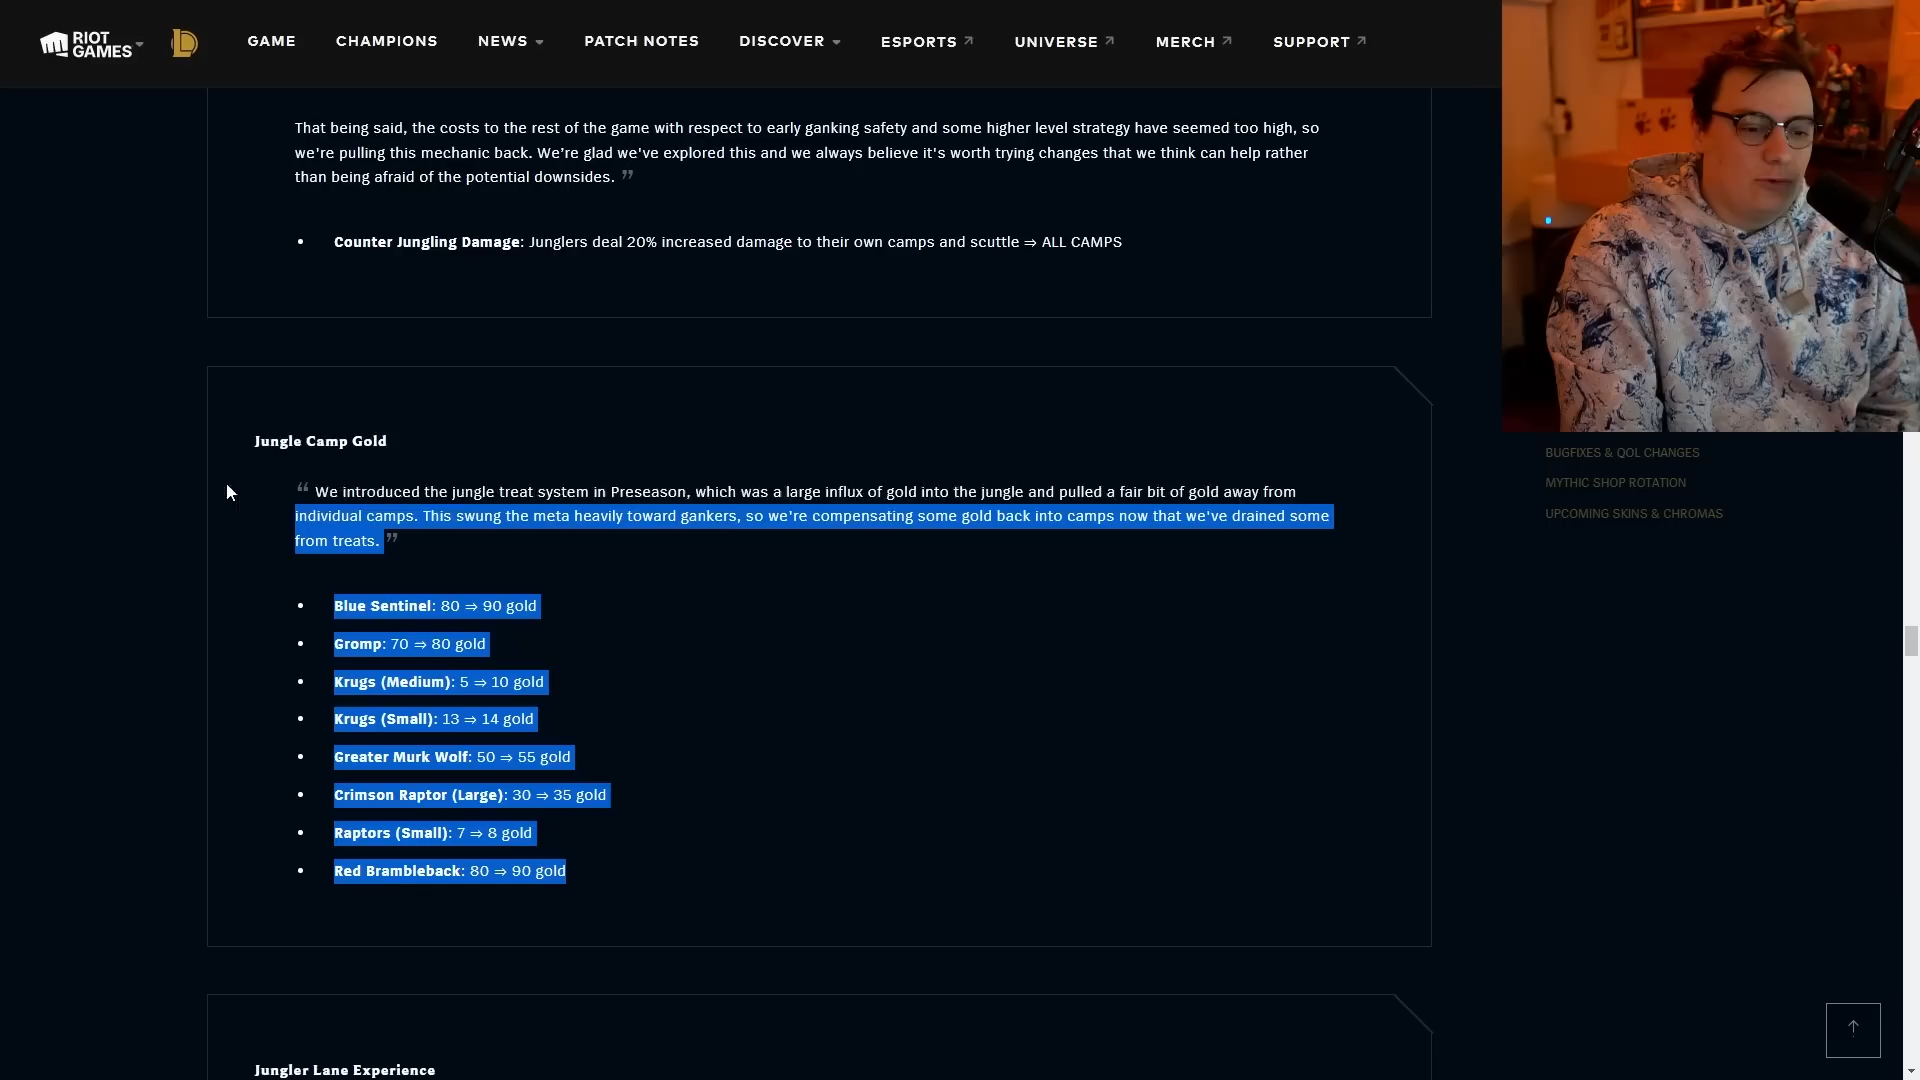 RIOT GAMES
GAME
CHAMPIONS
NEWS
PATCH NOTES
DISCOVER
ESPORTS
UNIVERSE
MERCH
SUPPORT
That being said, the costs to the rest of the game with respect to early ganking safety and some higher level strategy have seemed too high, so
we’re pulling this mechanic back. We’re glad we've explored this and we always believe it's worth trying changes that we think can help rather
than being afraid of the potential downsides. ”
• Counter Jungling Damage: Junglers deal 20% increased damage to their own camps and scuttle ⇒ ALL CAMPS
Jungle Camp Gold
“ We introduced the jungle treat system in Preseason, which was a large influx of gold into the jungle and pulled a fair bit of gold away from
individual camps. This swung the meta heavily toward gankers, so we're compensating some gold back into camps now that we've drained some
from treats. ”
• Blue Sentinel: 80 ⇒ 90 gold
• Gromp: 70 ⇒ 80 gold
• Krugs (Medium): 5 ⇒ 10 gold
• Krugs (Small): 13 ⇒ 14 gold
• Greater Murk Wolf: 50 ⇒ 55 gold
• Crimson Raptor (Large): 30 ⇒ 35 gold
• Raptors (Small): 7 ⇒ 8 gold
• Red Brambleback: 80 ⇒ 90 gold
Jungler Lane Experience
BUGFIXES & QOL CHANGES
MYTHIC SHOP ROTATION
UPCOMING SKINS & CHROMAS